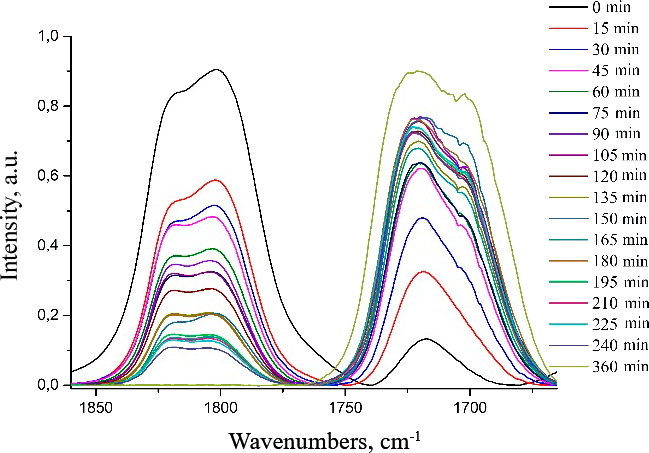 0 min
15 min
30 min
45 min
60 min
75 min
90 min
105 min
120 min
135 min
150 min
165 min
180 min
195 min
210 min
225 min
240 min
360 min
1,0
0,8
0,6
0,4
0,2
0,0
Intensity, a.u.
1850 1800 1750 1700
Wavenumbers, cm⁻¹